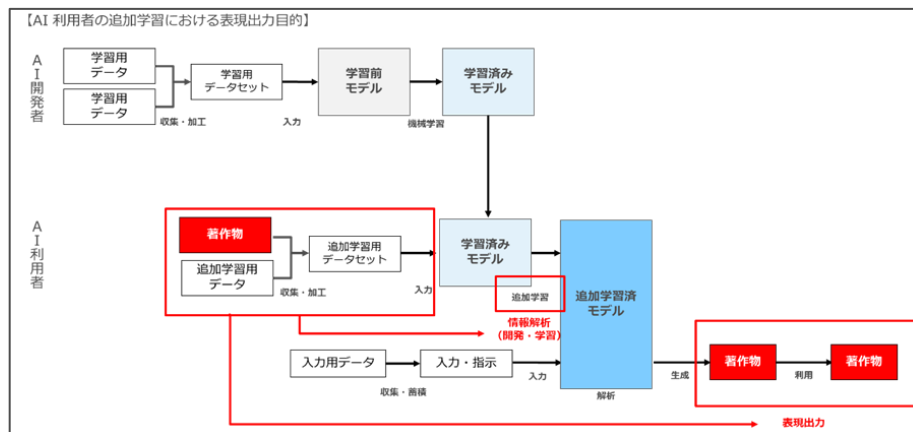 【AI 利用者の追加学習における表現出力目的】
AI開発者
学習用
データ
学習用
データ
収集・加工
学習用
データセット
入力
学習前
モデル
機械学習
学習済み
モデル
AI利用者
著作物
追加学習用
データ
収集・加工
追加学習用
データセット
入力
学習済み
モデル
追加学習
情報解析
(開発・学習)
追加学習済
モデル
入力用データ
収集・蓄積
入力・指示
入力
解析
生成
著作物
利用
著作物
表現出力